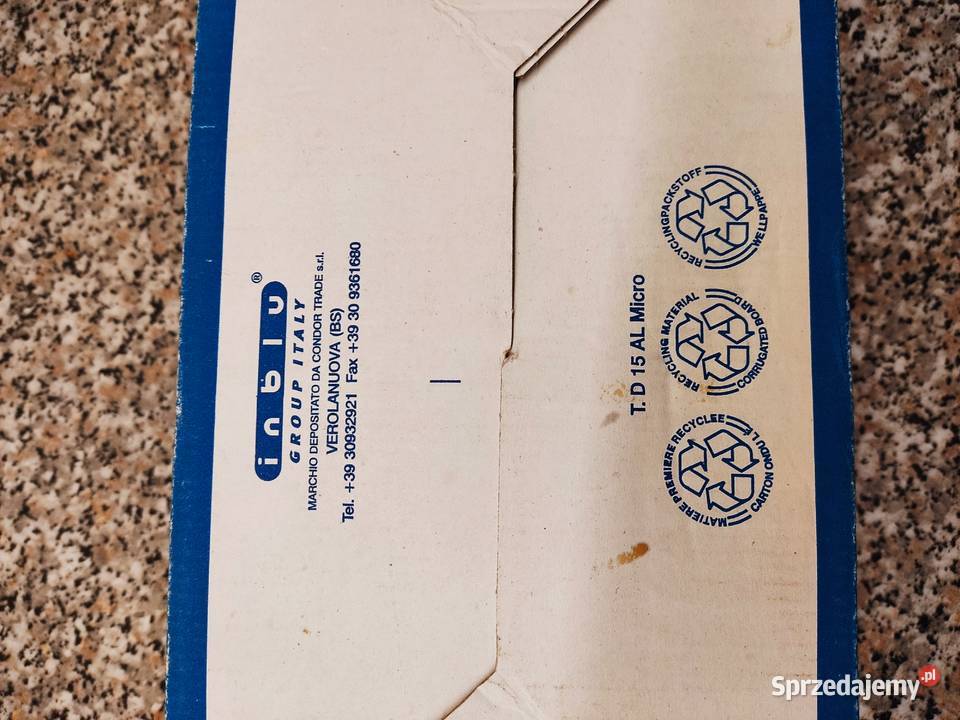 inblu®
GROUP ITALY
MARCHIO DEPOSITATO DA CONDOR TRADE s.r.l.
VEROLANUOVA (BS)
Tel. +39 30932921 Fax +39 30 9361680
T. D 15 AL Micro
MATIERE PREMIERE RECYCLEE
CARTON ONDULE
RECYCLING MATERIAL
CORRUGATED BOARD
RECYCLINGPACKSTOFF
WELLPAPPE
Sprzedajemy.pl